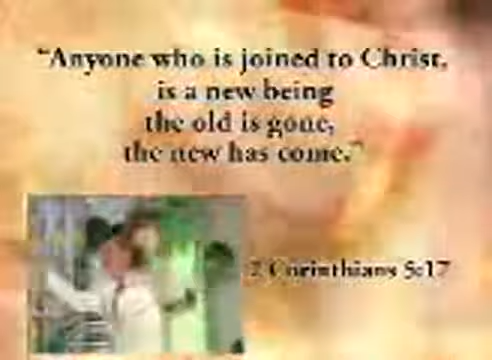 "Anyone who is joined to Christ,
is a new being
the old is gone,
the new has come."
2 Corinthians 5:17